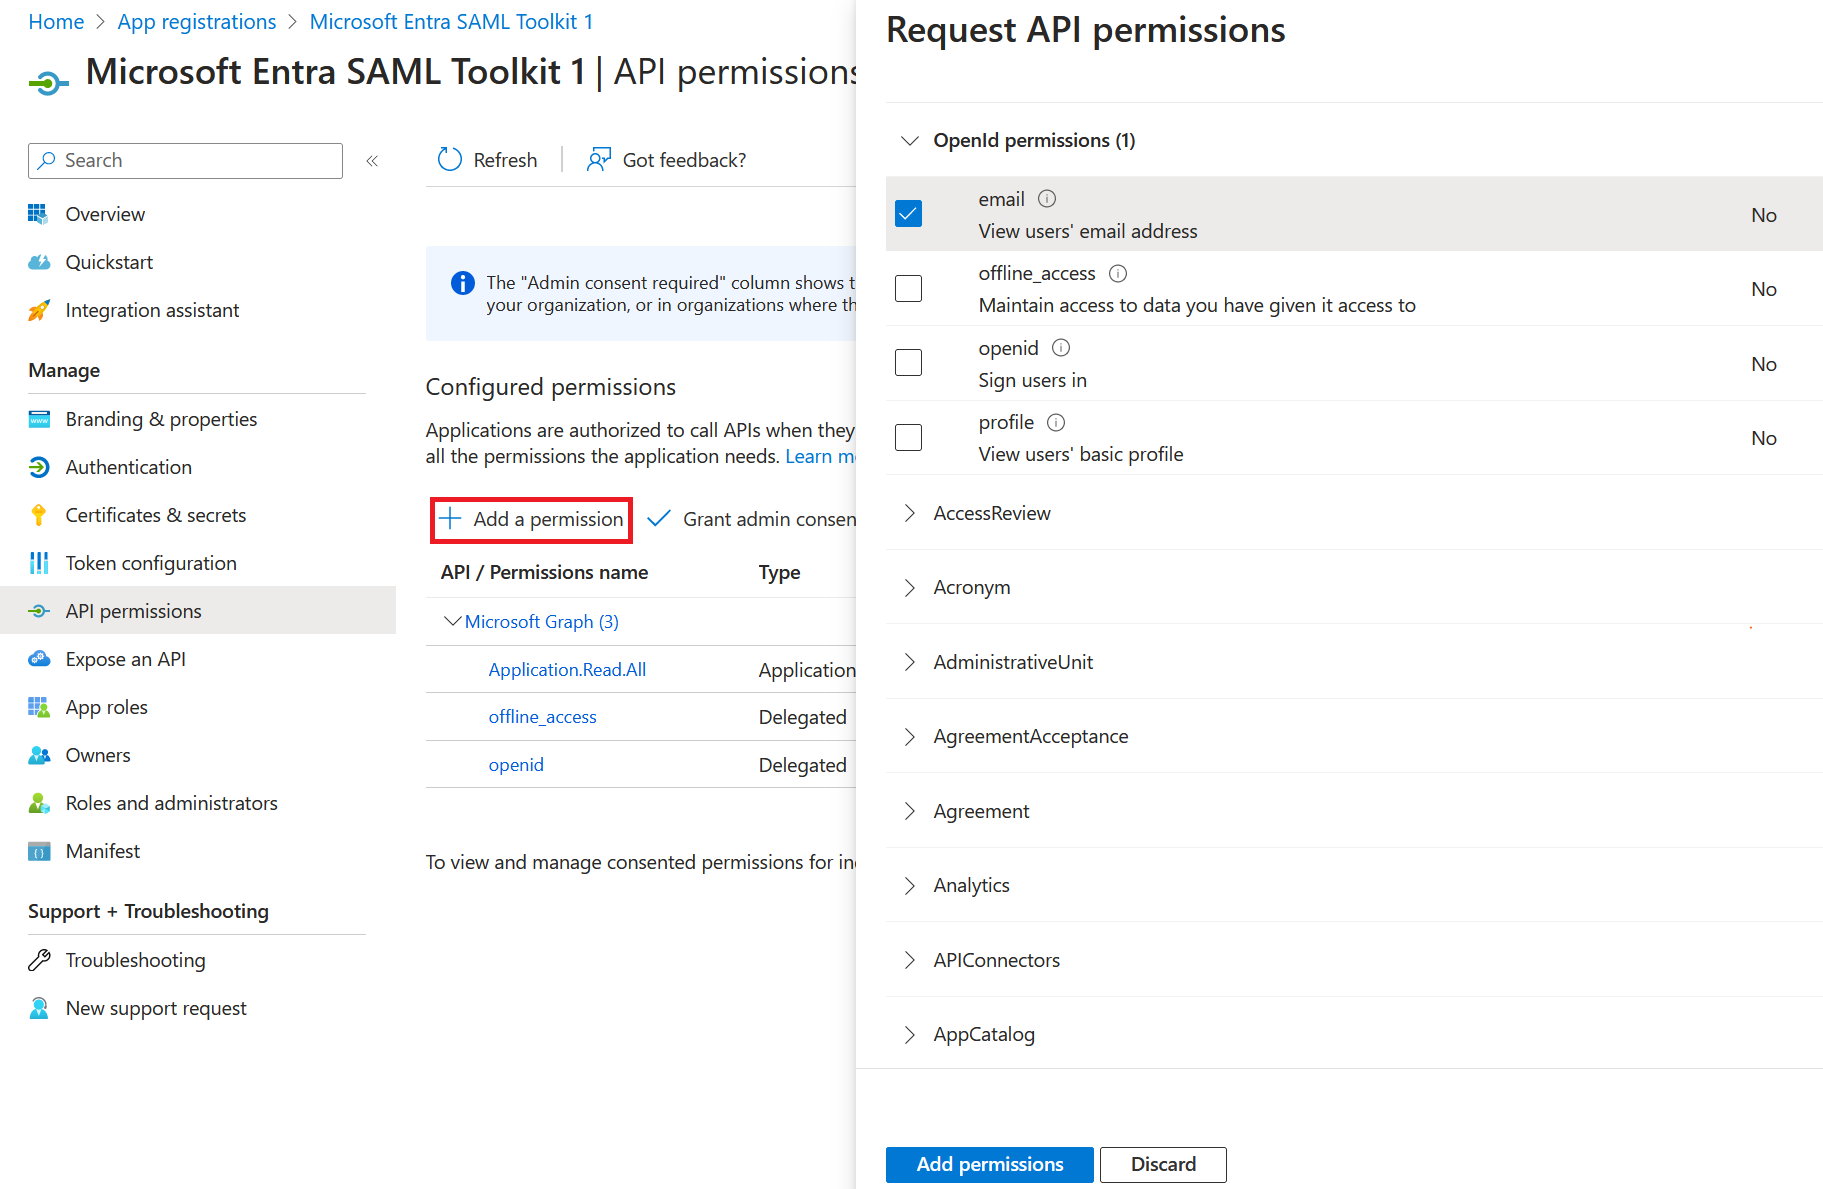 Home > App registrations > Microsoft Entra SAML Toolkit 1
Microsoft Entra SAML Toolkit 1 | API permissions
Search
«
Overview
Quickstart
Integration assistant
Manage
Branding & properties
Authentication
Certificates & secrets
Token configuration
API permissions
Expose an API
App roles
Owners
Roles and administrators
Manifest
Support + Troubleshooting
Troubleshooting
New support request
Refresh
Got feedback?
The "Admin consent required" column shows t
your organization, or in organizations where th
Configured permissions
Applications are authorized to call APIs when they
all the permissions the application needs. Learn m
Add a permission
Grant admin consen
API / Permissions name Type
Microsoft Graph (3)
Application.Read.All Application
offline_access Delegated
openid Delegated
To view and manage consented permissions for in
Request API permissions
OpenId permissions (1)
email
View users' email address
No
offline_access
Maintain access to data you have given it access to
No
openid
Sign users in
No
profile
View users' basic profile
No
AccessReview
Acronym
AdministrativeUnit
AgreementAcceptance
Agreement
Analytics
APIConnectors
AppCatalog
Add permissions
Discard